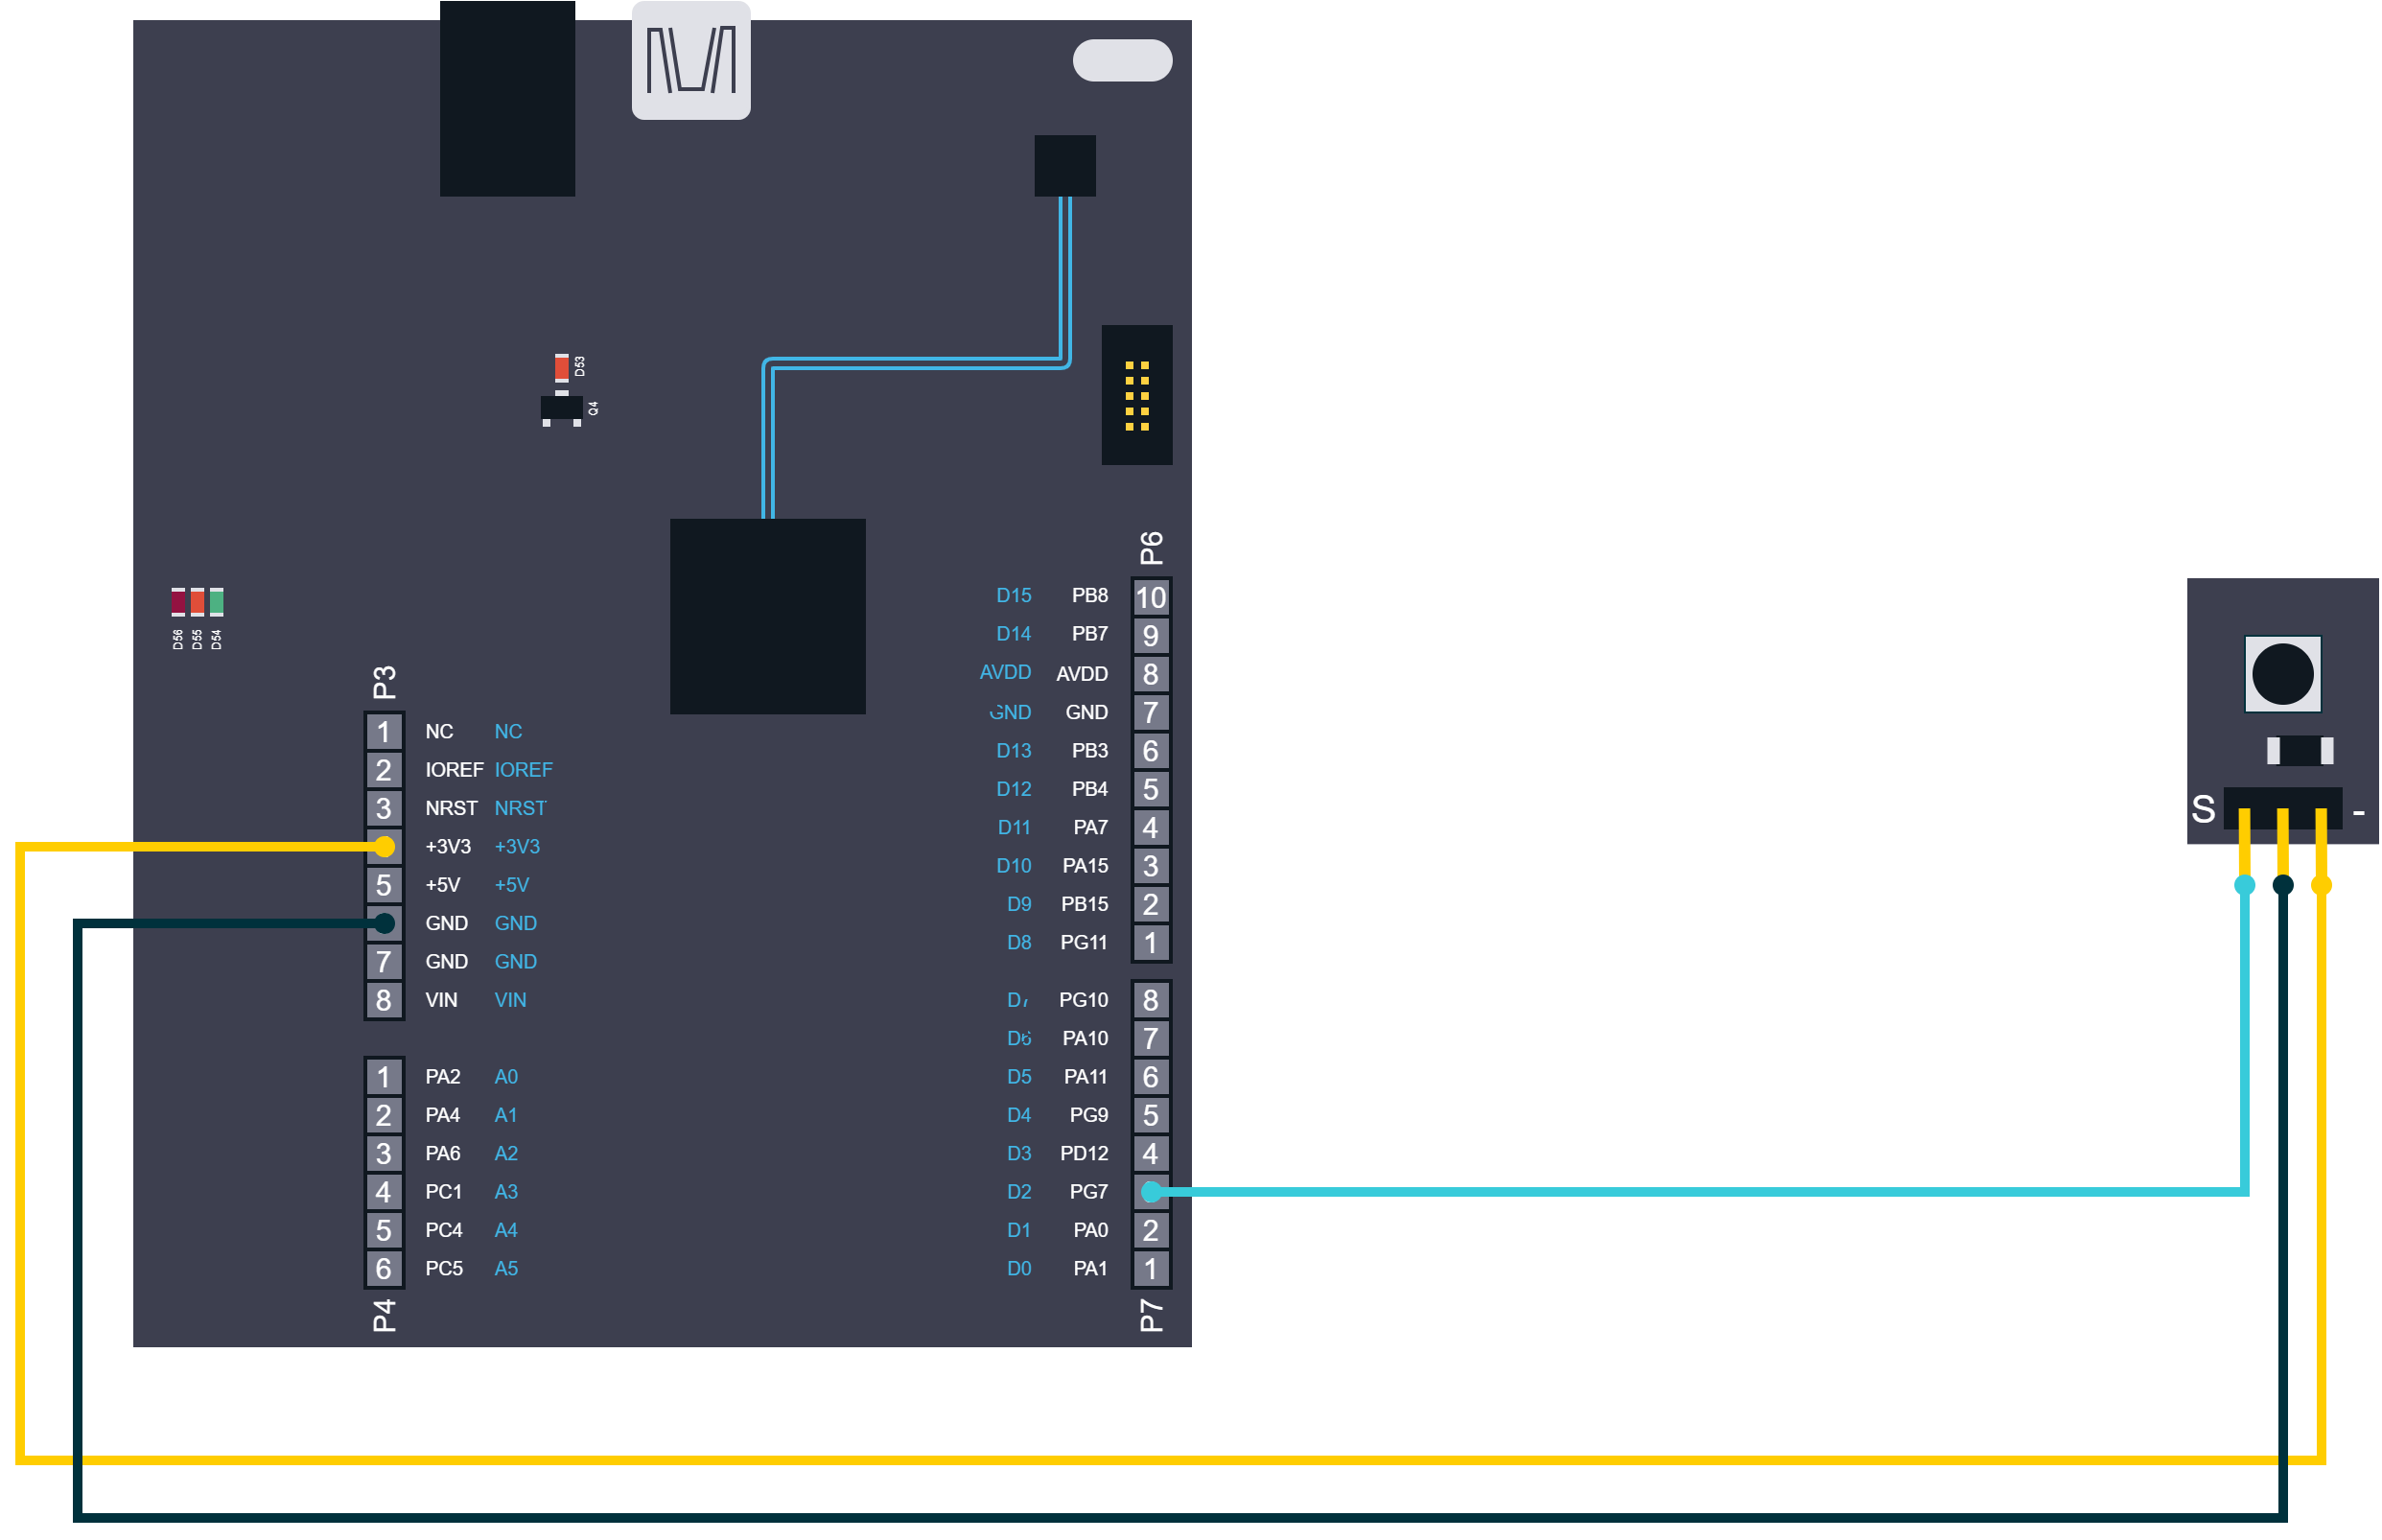 D53
Q4
D56 D55 D54
P3
1 NC NC
2 IOREF IOREF
3 NRST NRST
+3V3 +3V3
5 +5V +5V
GND GND
7 GND GND
8 VIN VIN
1 PA2 A0
2 PA4 A1
3 PA6 A2
4 PC1 A3
5 PC4 A4
6 PC5 A5
P4
P6
D15 PB8 10
D14 PB7 9
AVDD AVDD 8
GND GND 7
D13 PB3 6
D12 PB4 5
D11 PA7 4
D10 PA15 3
D9 PB15 2
D8 PG11 1
D7 PG10 8
D6 PA10 7
D5 PA11 6
D4 PG9 5
D3 PD12 4
D2 PG7
D1 PA0 2
D0 PA1 1
P7
S -